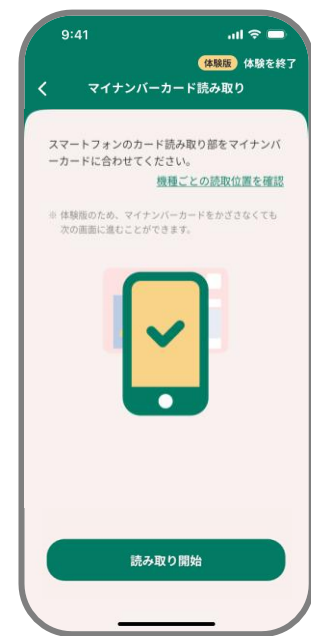 9:41
体験版 体験を終了
マイナンバーカード読み取り
スマートフォンのカード読み取り部をマイナンバ
ーカードに合わせてください。
機種ごとの読取位置を確認
※ 体験版のため、マイナンバーカードをかざさなくても
次の画面に進むことができます。
読み取り開始